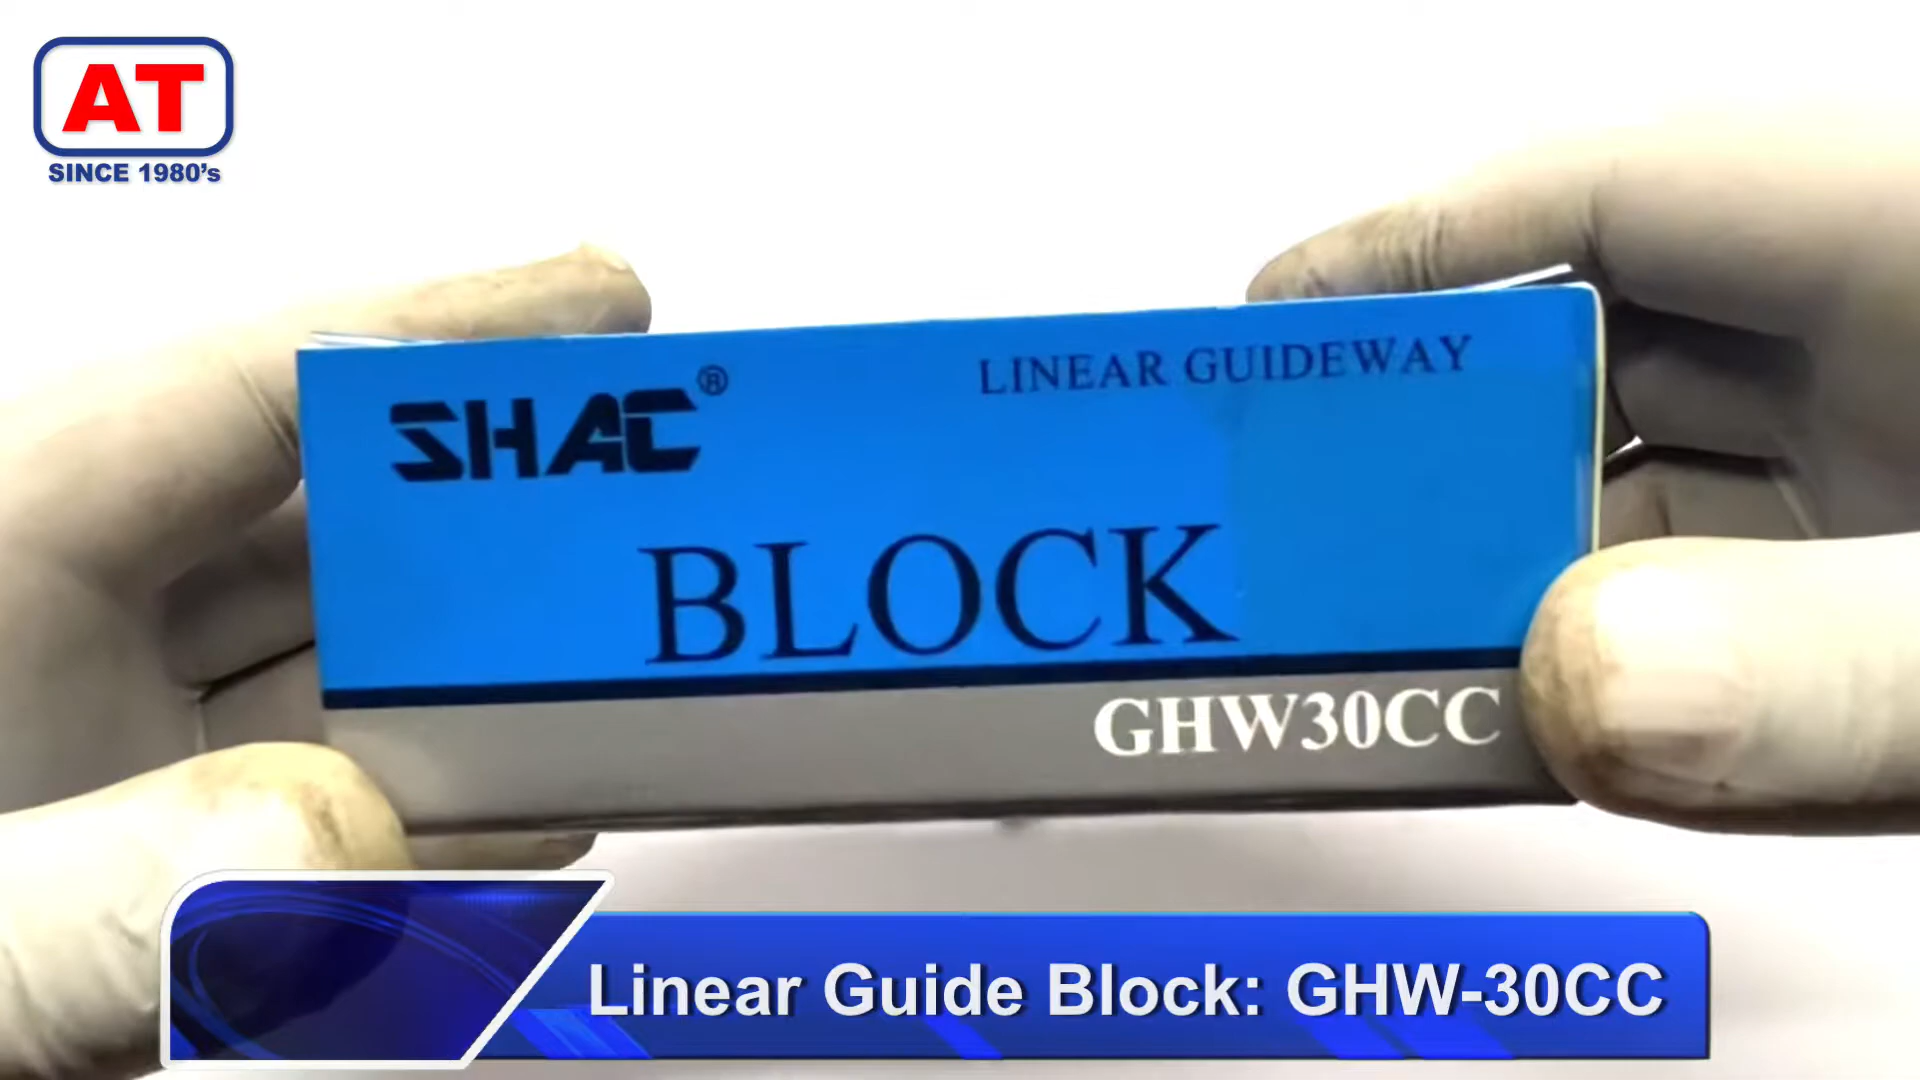 AT
SINCE 1980's
SHAC®
LINEAR GUIDEWAY
BLOCK
GHW30CC
Linear Guide Block: GHW-30CC